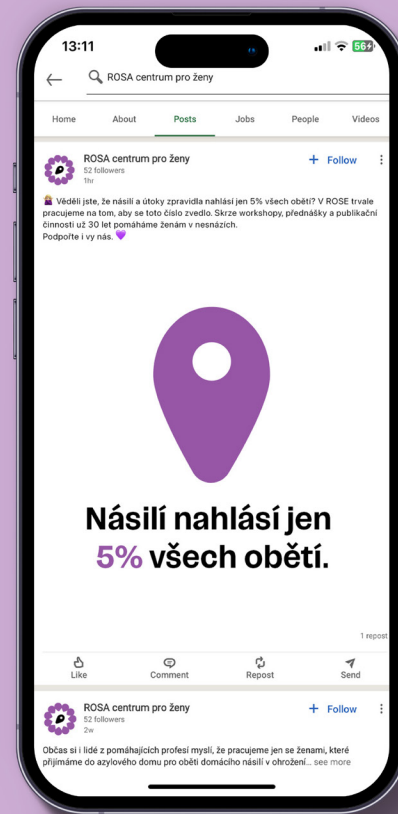 13:11
56
ROSA centrum pro ženy
Home About Posts Jobs People Videos
ROSA centrum pro ženy
52 followers
1hr
+ Follow
Věděli jste, že násilí a útoky zpravidla nahlásí jen 5% všech obětí? V ROSE trvale
pracujeme na tom, aby se toto číslo zvedlo. Skrze workshopy, přednášky a publikační
činnosti už 30 let pomáháme ženám v nesnázích.
Podpořte i vy nás. 💜
Násilí nahlásí jen
5% všech obětí.
1 repost
Like Comment Repost Send
ROSA centrum pro ženy
52 followers
2w
+ Follow
Občas si i lidé z pomáhajících profesí myslí, že pracujeme jen se ženami, které
přijímáme do azylového domu pro oběti domácího násilí v ohrožení... see more